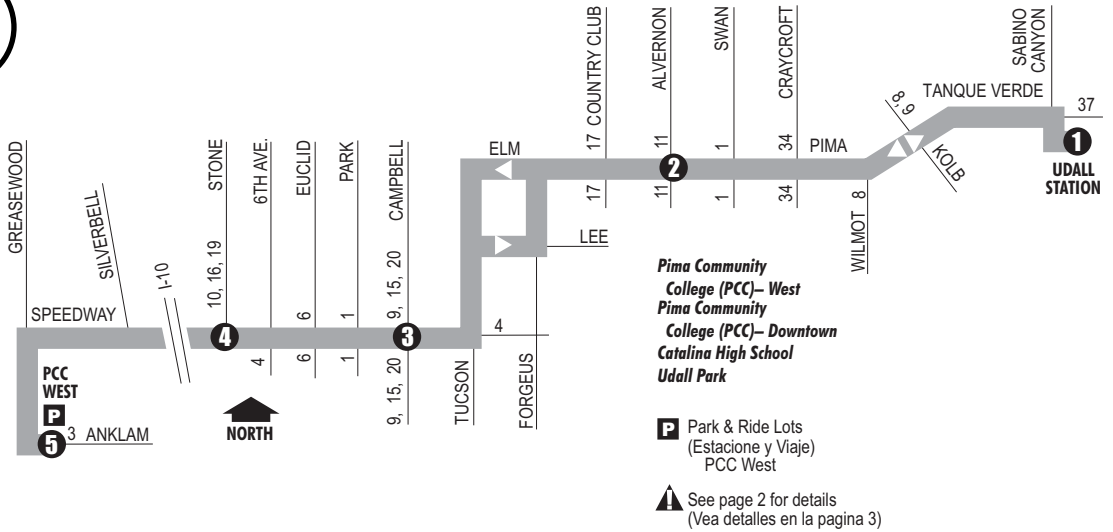 SABINO
CANYON
TANQUE VERDE
37
1
UDALL
STATION
8, 9
KOLB
17 COUNTRY CLUB
17
ALVERNON
11
11
SWAN
1
1
CRAYCROFT
34
34
PIMA
2
WILMOT 8
ELM
LEE
GREASEWOOD
SILVERBELL
I-10
STONE
10, 16, 19
6TH AVE.
4
EUCLID
6
6
PARK
1
1
CAMPBELL
9, 15, 20
9, 15, 20
SPEEDWAY
4
3
4
TUCSON
FORGEUS
PCC
WEST
P
5
3 ANKLAM
NORTH
Pima Community
College (PCC)– West
Pima Community
College (PCC)– Downtown
Catalina High School
Udall Park
P Park & Ride Lots
(Estacione y Viaje)
PCC West
! See page 2 for details
(Vea detalles en la pagina 3)